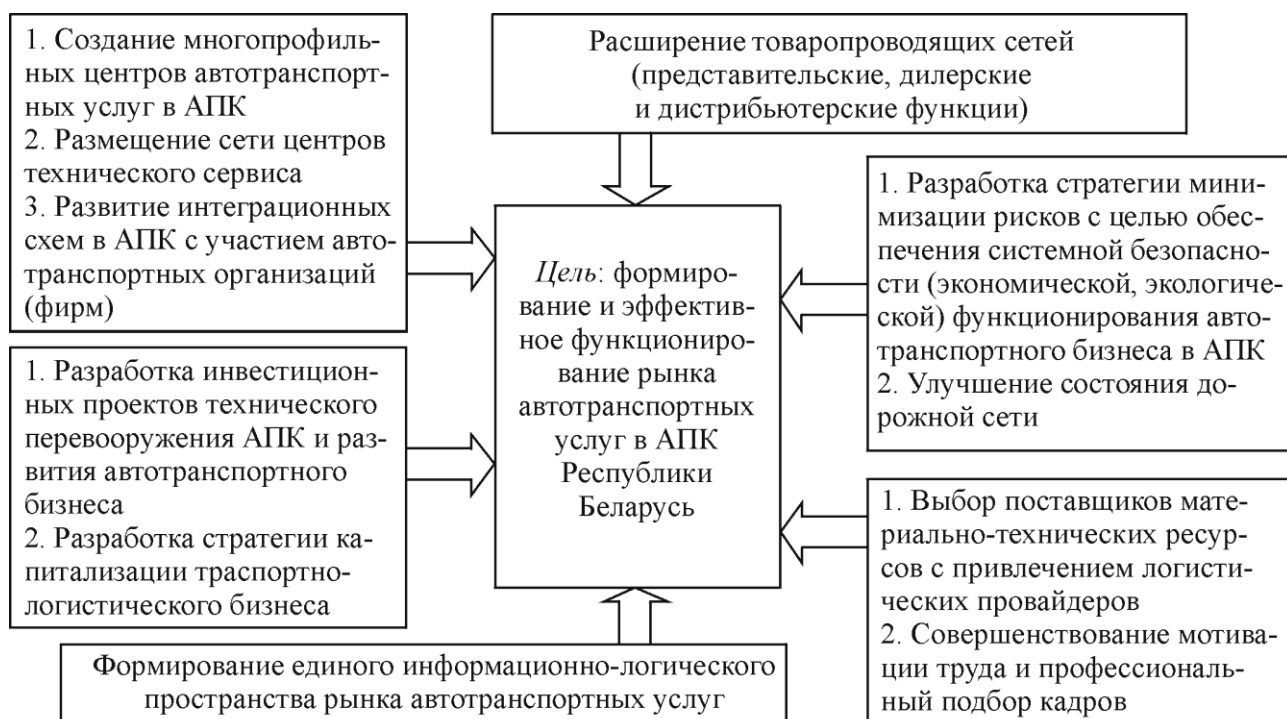 1. Создание многопрофиль-
ных центров автотранспорт-
ных услуг в АПК
2. Размещение сети центров
технического сервиса
3. Развитие интеграционных
схем в АПК с участием авто-
транспортных организаций
(фирм)
Расширение товаропроводящих сетей
(представительские, дилерские
и дистрибьютерские функции)
1. Разработка стратегии мини-
мизации рисков с целью обес-
печения системной безопасно-
сти (экономической, экологиче-
ской) функционирования авто-
транспортного бизнеса в АПК
2. Улучшение состояния до-
рожной сети
Цель: формиро-
вание и эффектив-
ное функциониро-
вание рынка
автотранспортных
услуг в АПК
Республики
Беларусь
1. Разработка инвестицион-
ных проектов технического
перевооружения АПК и раз-
вития автотранспортного
бизнеса
2. Разработка стратегии ка-
питализации траспортно-
логистического бизнеса
1. Выбор поставщиков мате-
риально-технических ресур-
сов с привлечением логисти-
ческих провайдеров
2. Совершенствование мотива-
ции труда и профессиональ-
ный подбор кадров
Формирование единого информационно-логического
пространства рынка автотранспортных услуг